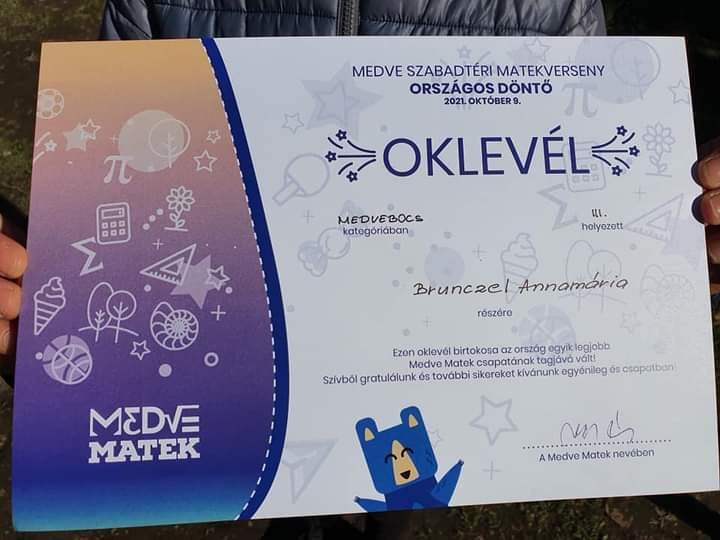 MEDVE SZABADTÉRI MATEKVERSENY
ORSZÁGOS DÖNTŐ
2021. OKTÓBER 9.
OKLEVÉL
MEDVEBOCS
kategóriában
III.
helyezett
Brunczel Annamária
részére
Ezen oklevél birtokosa az ország egyik legjobb
Medve Matek csapatának tagjává vált!
Szívből gratulálunk és további sikereket kívánunk egyénileg és csapatban!
A Medve Matek nevében
MEDVE
MATEK